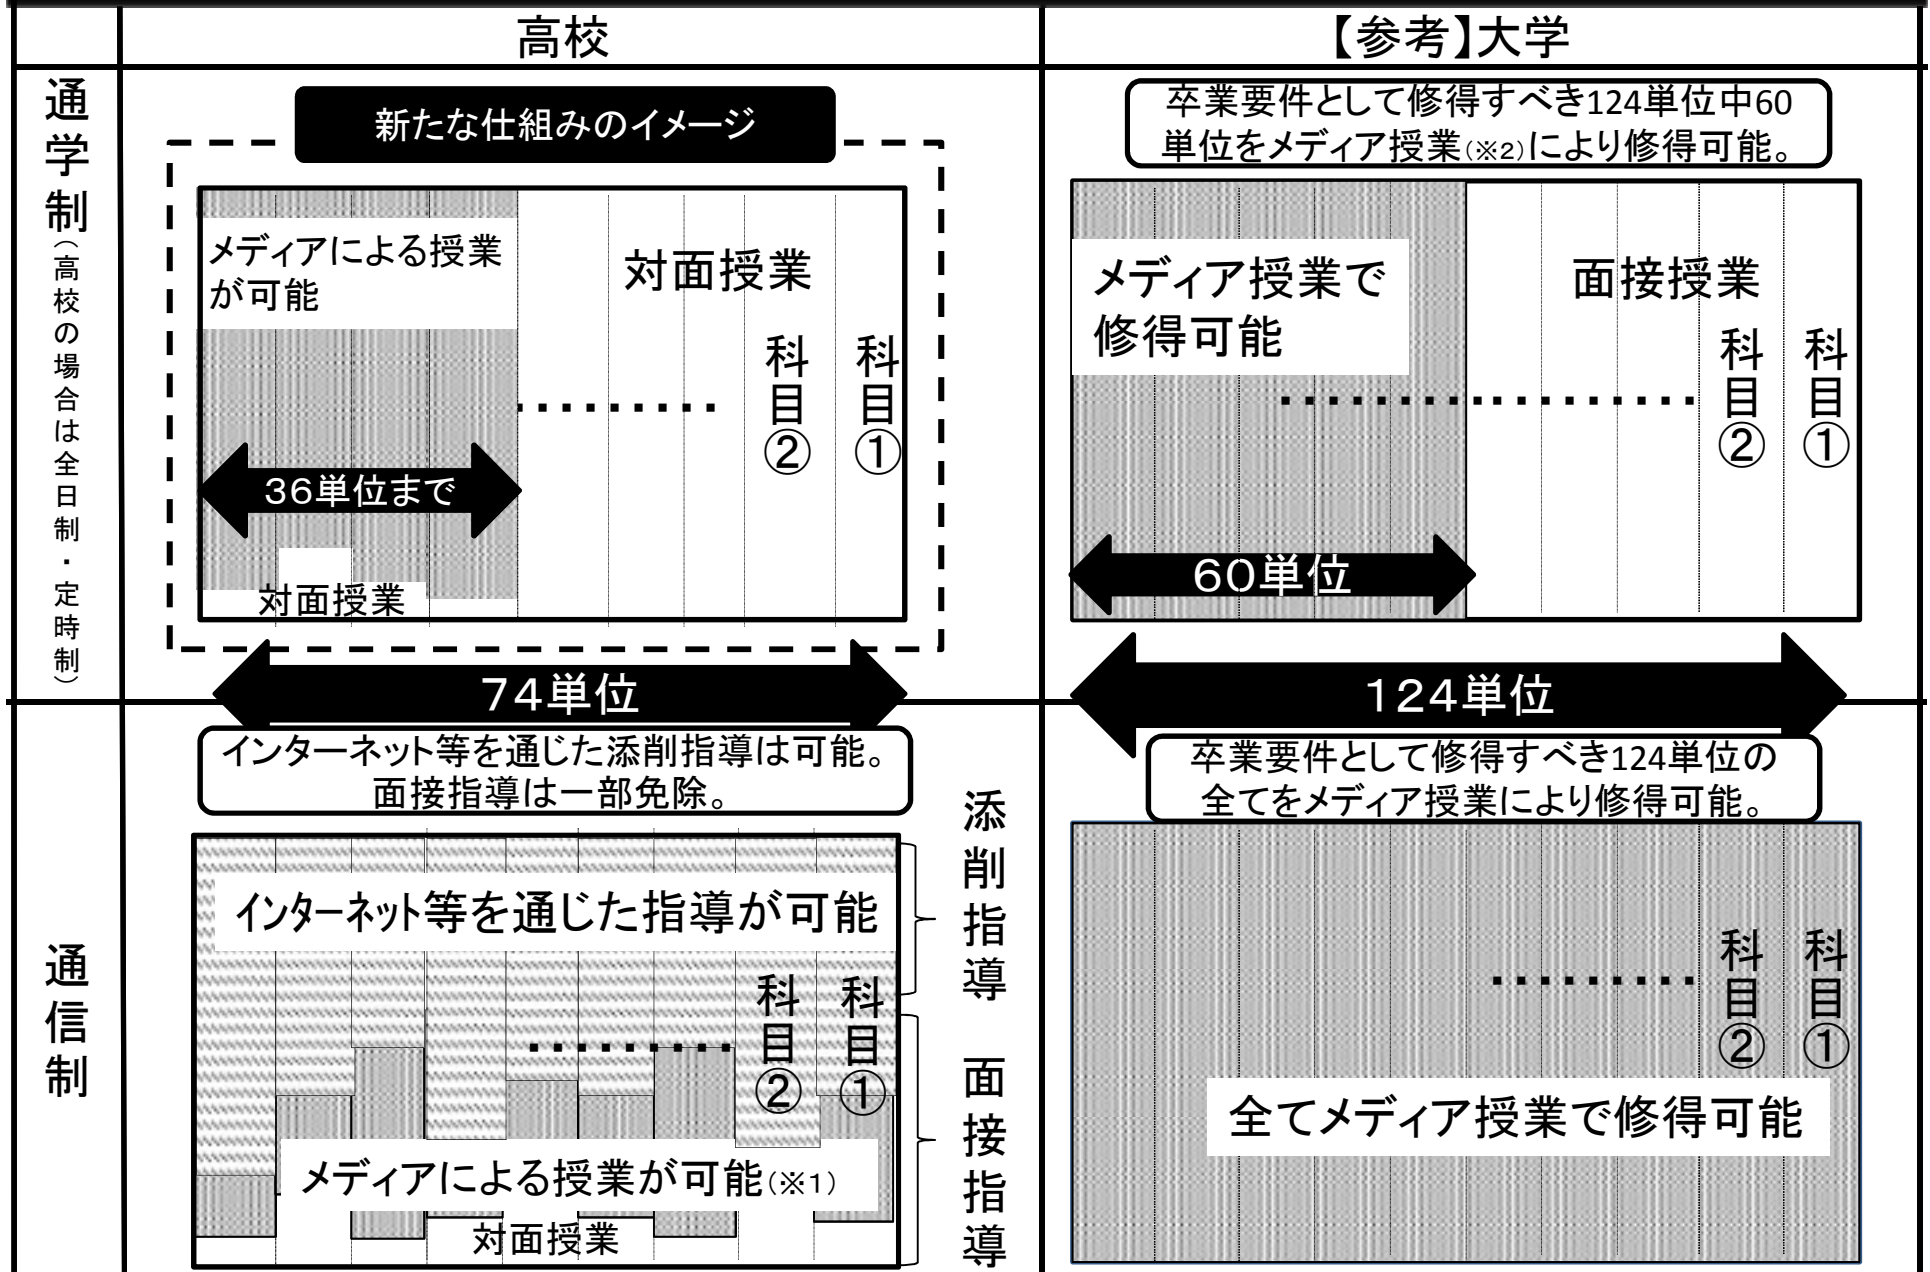 高校
【参考】大学
通学制(高校の場合は全日制・定時制)
新たな仕組みのイメージ
メディアによる授業
が可能
対面授業
科目①
科目②
・・・・・・・・・
36単位まで
対面授業
74単位
卒業要件として修得すべき124単位中60
単位をメディア授業(※2)により修得可能。
メディア授業で
修得可能
面接授業
科目①
科目②
・・・・・・・・・・・・・・・・・・
60単位
124単位
通信制
インターネット等を通じた添削指導は可能。
面接指導は一部免除。
インターネット等を通じた指導が可能
科目①
科目②
・・・・・・・・・
メディアによる授業が可能(※1)
対面授業
添削指導
面接指導
卒業要件として修得すべき124単位の
全てをメディア授業により修得可能。
科目①
科目②
・・・・・・・・・
全てメディア授業で修得可能